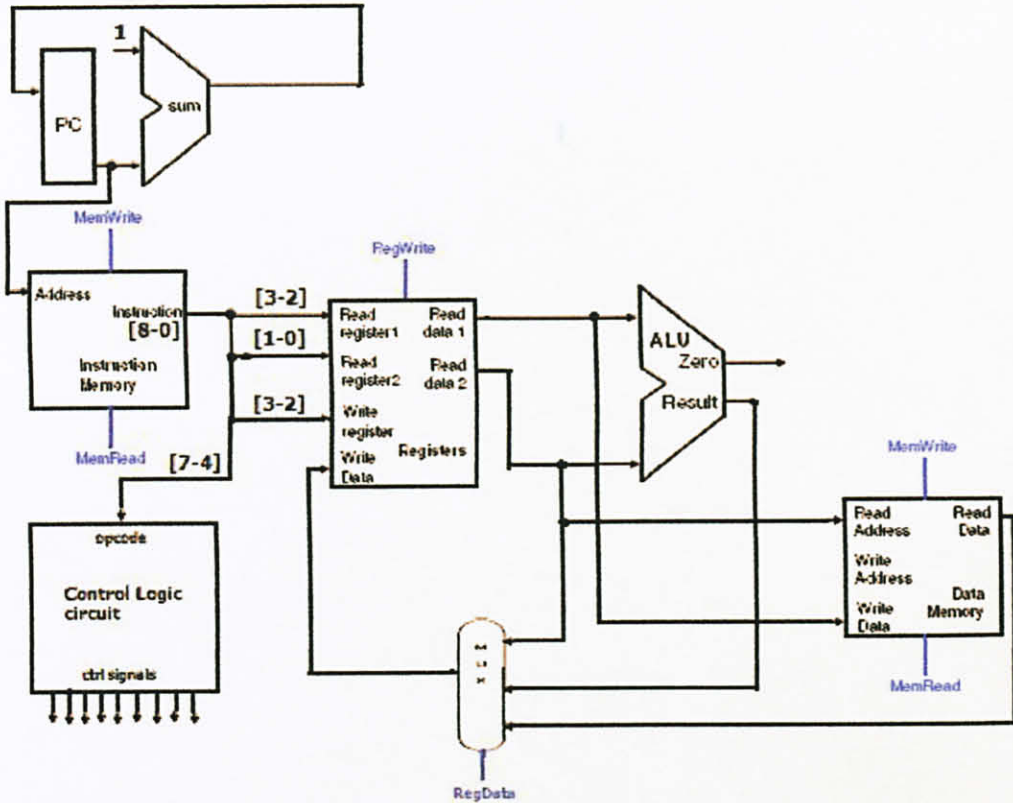 1
PC
sum
MemWrite
Address
Instruction
[8-0]
Instruction
Memory
MemRead
[3-2]
[1-0]
[3-2]
[7-4]
RegWrite
Read
register1
Read
data 1
Read
register2
Read
data 2
Write
register
Registers
Write
Data
ALU
Zero
Result
opcode
Control Logic
circuit
ctrl signals
MUX
RegData
MemWrite
Read
Address
Read
Data
Write
Address
Data
Memory
Write
Data
MemRead